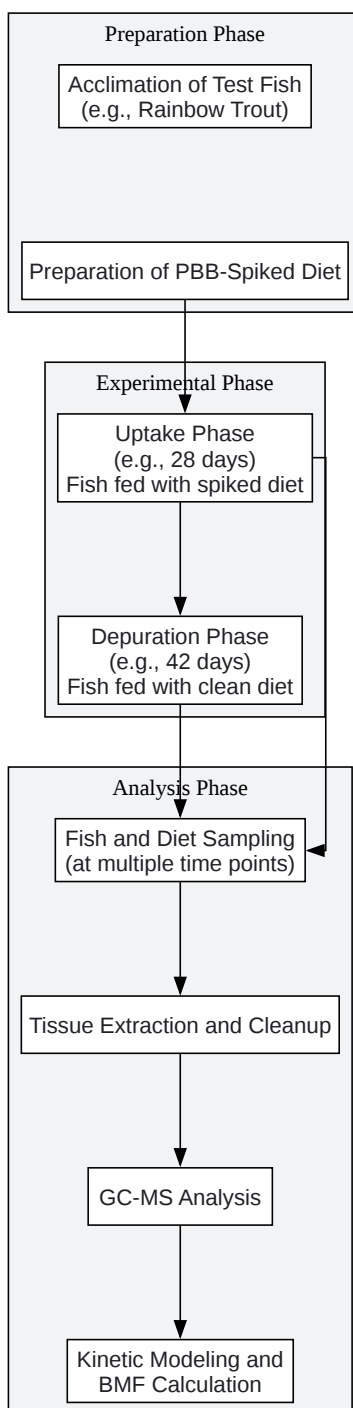 Preparation Phase
Acclimation of Test Fish
(e.g., Rainbow Trout)
Preparation of PBB-Spiked Diet
Experimental Phase
Uptake Phase
(e.g., 28 days)
Fish fed with spiked diet
Depuration Phase
(e.g., 42 days)
Fish fed with clean diet
Analysis Phase
Fish and Diet Sampling
(at multiple time points)
Tissue Extraction and Cleanup
GC-MS Analysis
Kinetic Modeling and
BMF Calculation